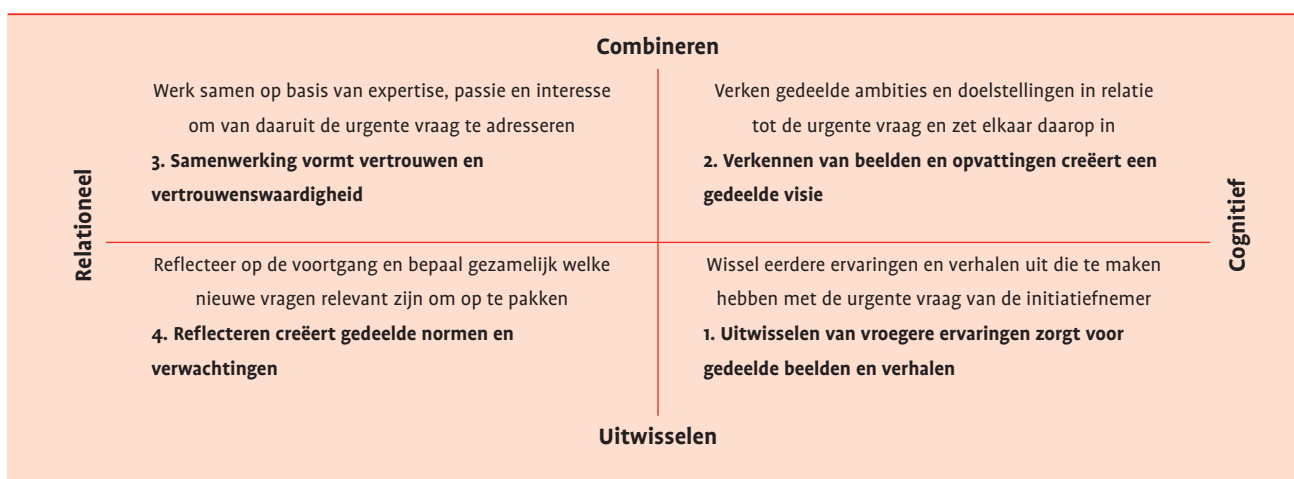 Combineren
Werk samen op basis van expertise, passie en interesse
om van daaruit de urgente vraag te adresseren
3. Samenwerking vormt vertrouwen en
vertrouwenswaardigheid
Verken gedeelde ambities en doelstellingen in relatie
tot de urgente vraag en zet elkaar daarop in
2. Verkennen van beelden en opvattingen creëert een
gedeelde visie
Relationeel
Cognitief
Reflecteer op de voortgang en bepaal gezamelijk welke
nieuwe vragen relevant zijn om op te pakken
4. Reflecteren creëert gedeelde normen en
verwachtingen
Wissel eerdere ervaringen en verhalen uit die te maken
hebben met de urgente vraag van de initiatiefnemer
1. Uitwisselen van vroegere ervaringen zorgt voor
gedeelde beelden en verhalen
Uitwisselen